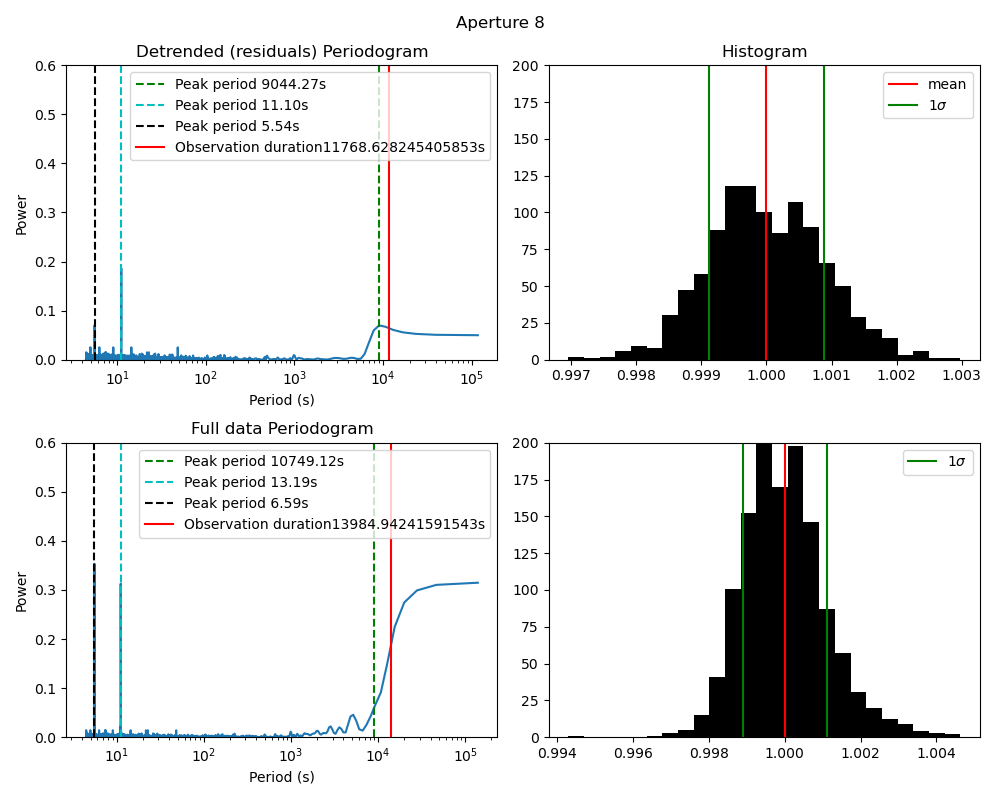 Aperture 8
Detrended (residuals) Periodogram
Histogram
0.6
0.5
0.4
0.3
0.2
0.1
0.0
Power
Peak period 9044.27s
Peak period 11.10s
Peak period 5.54s
Observation duration11768.628245405853s
10¹ 10² 10³ 10⁴ 10⁵
Period (s)
200
175
150
125
100
75
50
25
0
mean
1σ
0.997 0.998 0.999 1.000 1.001 1.002 1.003
Full data Periodogram
0.6
0.5
0.4
0.3
0.2
0.1
0.0
Power
Peak period 10749.12s
Peak period 13.19s
Peak period 6.59s
Observation duration13984.94241591543s
10¹ 10² 10³ 10⁴ 10⁵
Period (s)
200
175
150
125
100
75
50
25
0
1σ
0.994 0.996 0.998 1.000 1.002 1.004